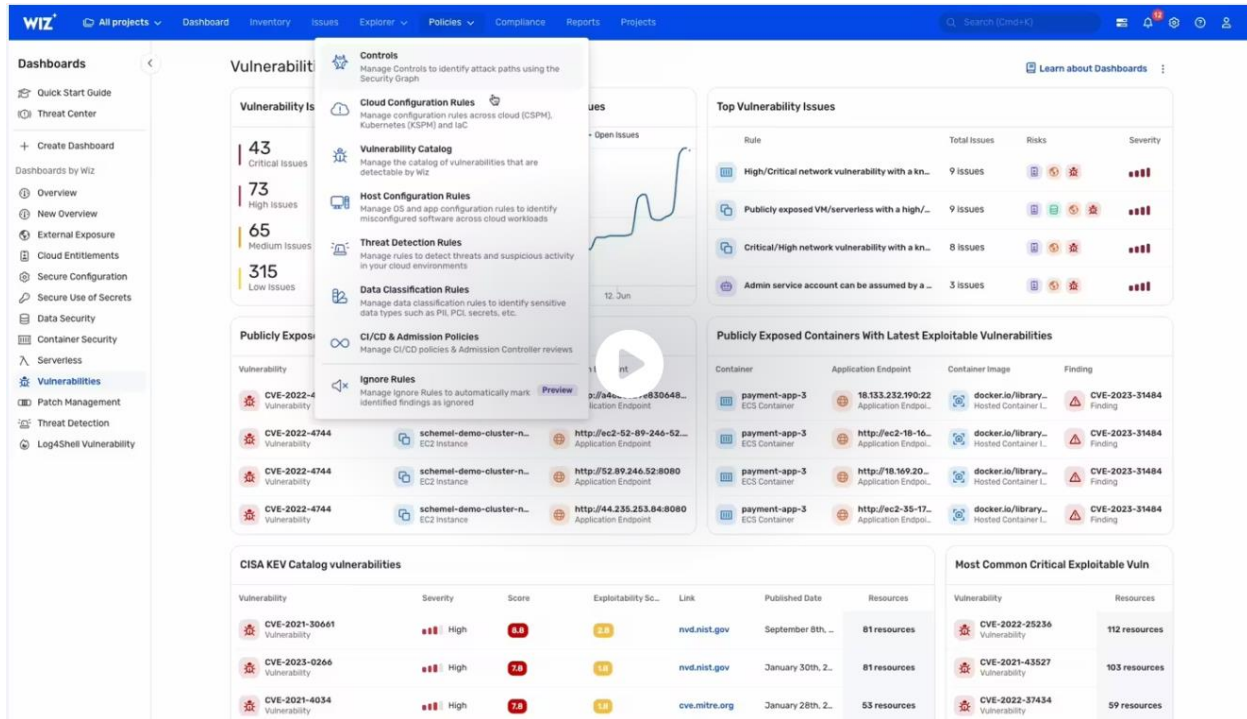 WIZ All projects Dashboard Inventory Issues Explorer Policies Compliance Reports Projects Search (Cmd+K) 12
Dashboards
Quick Start Guide
Threat Center
Create Dashboard
Dashboards by Wiz
Overview
New Overview
External Exposure
Cloud Entitlements
Secure Configuration
Secure Use of Secrets
Data Security
Container Security
Serverless
Vulnerabilities
Patch Management
Threat Detection
Log4Shell Vulnerability
Controls
Manage Controls to identify attack paths using the
Security Graph
Cloud Configuration Rules
Manage configuration rules across cloud (CSPM),
Kubernetes (KSPM) and IaC
Vulnerability Catalog
Manage the catalog of vulnerabilities that are
detectable by Wiz
Host Configuration Rules
Manage OS and app configuration rules to identify
misconfigured software across cloud workloads
Threat Detection Rules
Manage rules to detect threats and suspicious activity
in your cloud environments
Data Classification Rules
Manage data classification rules to identify sensitive
data types such as PII, PCI, secrets, etc.
CI/CD & Admission Policies
Manage CI/CD policies & Admission Controller reviews
Ignore Rules
Manage Ignore Rules to automatically mark
identified findings as ignored
Preview
Vulnerabiliti
Learn about Dashboards
Vulnerability Is
43
Critical Issues
73
High Issues
65
Medium Issues
315
Low Issues
ues
Open Issues
12. Jun
Top Vulnerability Issues
Rule Total Issues Risks Severity
High/Critical network vulnerability with a kn... 9 issues
Publicly exposed VM/serverless with a high/... 9 issues
Critical/High network vulnerability with a kn... 8 issues
Admin service account can be assumed by a ... 3 issues
Publicly Expos
Vulnerability
CVE-2022-4
Vulnerability Application Endpoint
CVE-2022-4744 schemel-demo-cluster-n... http://ec2-52-89-246-52....
Vulnerability EC2 Instance Application Endpoint
CVE-2022-4744 schemel-demo-cluster-n... http://52.89.246.52:8080
Vulnerability EC2 Instance Application Endpoint
CVE-2022-4744 schemel-demo-cluster-n... http://44.235.253.84:8080
Vulnerability EC2 Instance Application Endpoint
Publicly Exposed Containers With Latest Exploitable Vulnerabilities
Container Application Endpoint Container Image Finding
payment-app-3 18.133.232.190:22 docker.io/library... CVE-2023-31484
ECS Container Application Endpoi... Hosted Container I... Finding
payment-app-3 http://ec2-18-16... docker.io/library... CVE-2023-31484
ECS Container Application Endpoi... Hosted Container I... Finding
payment-app-3 http://18.169.20... docker.io/library... CVE-2023-31484
ECS Container Application Endpoi... Hosted Container I... Finding
payment-app-3 http://ec2-35-17... docker.io/library... CVE-2023-31484
ECS Container Application Endpoi... Hosted Container I... Finding
CISA KEV Catalog vulnerabilities
Vulnerability Severity Score Exploitability Sc... Link Published Date Resources
CVE-2021-30661 High 8.8 2.8 nvd.nist.gov September 8th, ... 81 resources
Vulnerability
CVE-2023-0266 High 7.8 1.8 nvd.nist.gov January 30th, 2... 81 resources
Vulnerability
CVE-2021-4034 High 7.8 1.8 cve.mitre.org January 28th, 2... 53 resources
Vulnerability
Most Common Critical Exploitable Vuln
Vulnerability Resources
CVE-2022-25236 112 resources
Vulnerability
CVE-2021-43527 103 resources
Vulnerability
CVE-2022-37434 59 resources
Vulnerability